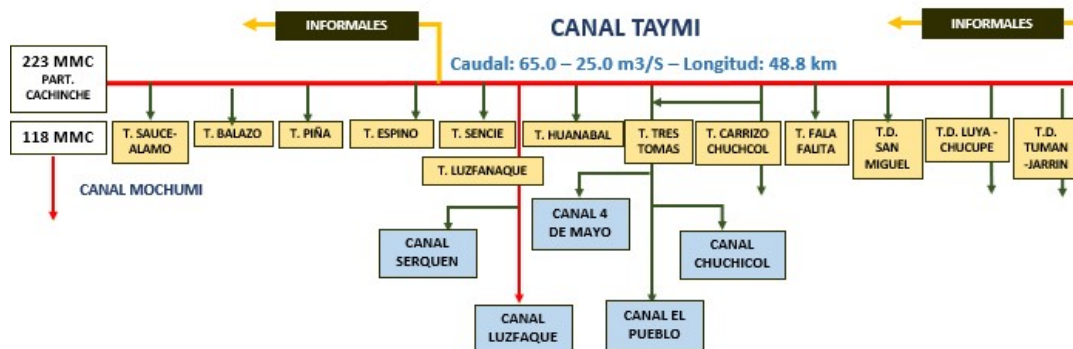 INFORMALES
CANAL TAYMI
INFORMALES
223 MMC
PART.
CACHINCHE
Caudal: 65.0 – 25.0 m3/S – Longitud: 48.8 km
118 MMC
T. SAUCE-
ALAMO
T. BALAZO
T. PIÑA
T. ESPINO
T. SENCIE
T. HUANABAL
T. TRES
TOMAS
T. CARRIZO
CHUCHCOL
T. FALA
FALITA
T.D.
SAN
MIGUEL
T.D. LUYA -
CHUCUPE
T.D.
TUMAN
-JARRIN
T. LUZFANAQUE
CANAL MOCHUMI
CANAL 4
DE MAYO
CANAL
SERQUEN
CANAL
CHUCHICOL
CANAL
LUZFAQUE
CANAL EL
PUEBLO